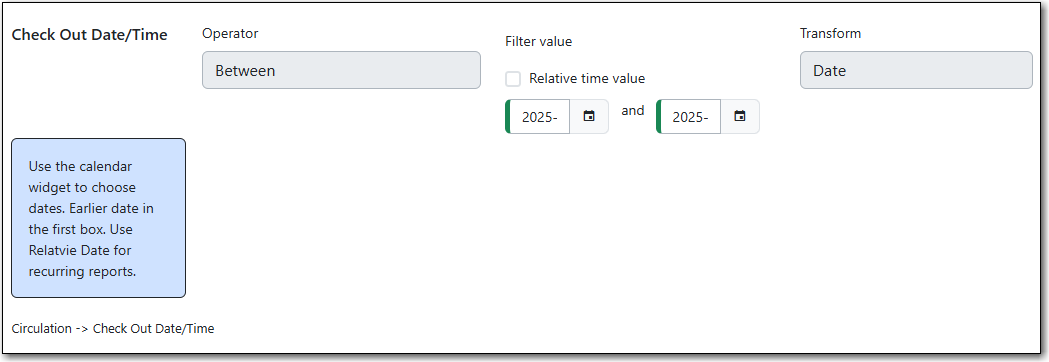 Check Out Date/Time
Operator
Between
Filter value
Relative time value
2025-
and
2025-
Transform
Date
Use the calendar
widget to choose
dates. Earlier date in
the first box. Use
Relatvie Date for
recurring reports.
Circulation -> Check Out Date/Time